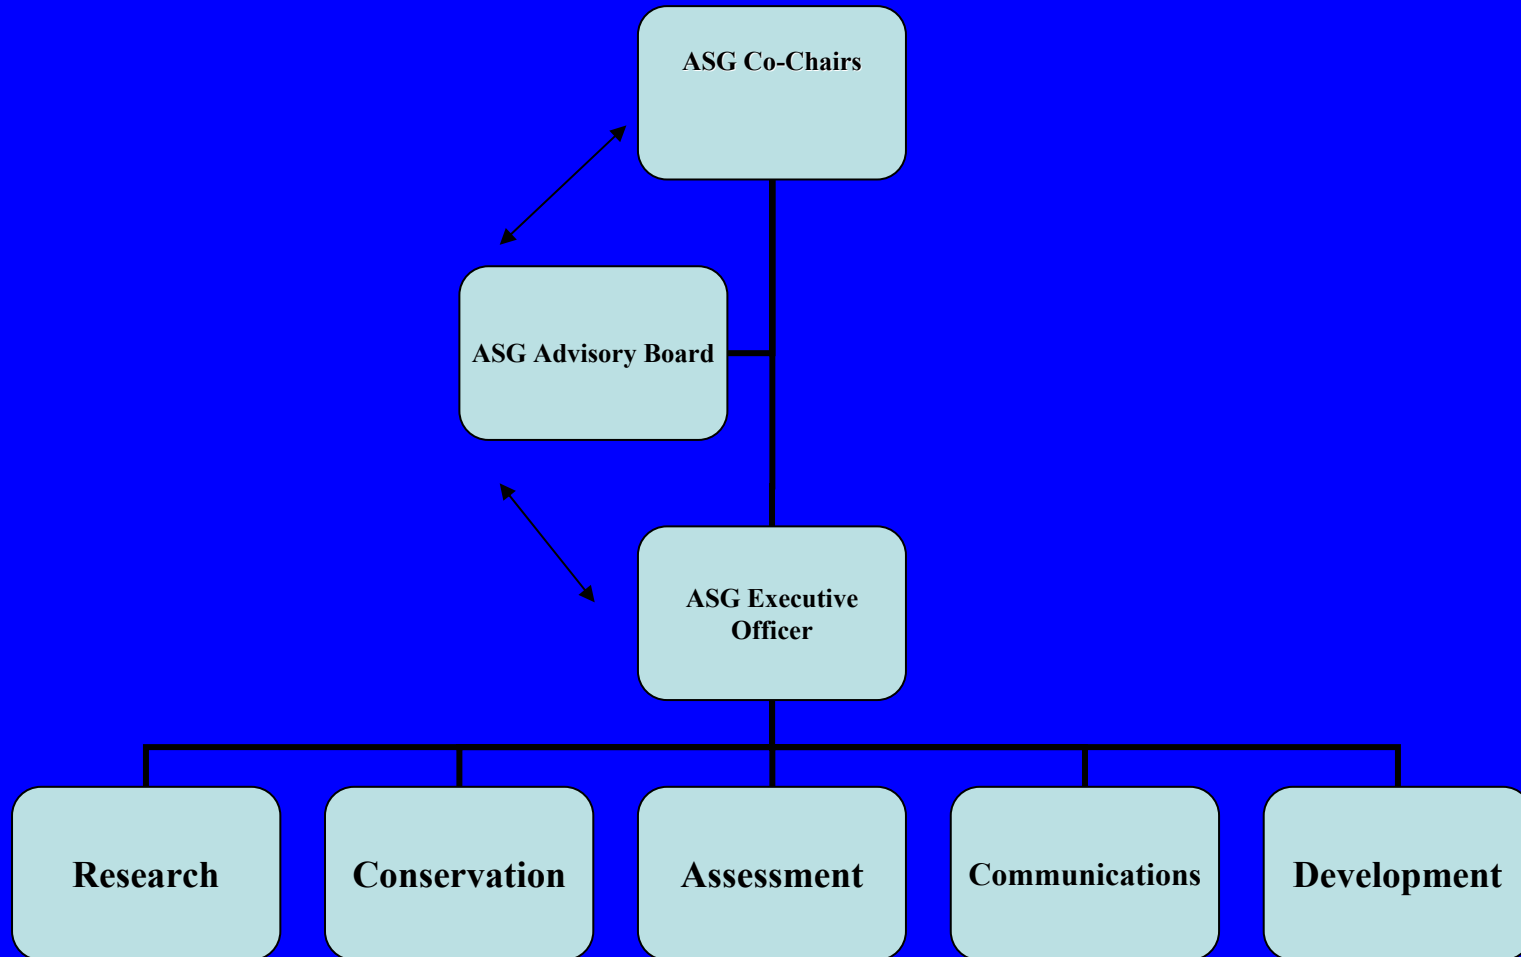 ASG Co-Chairs
ASG Advisory Board
ASG Executive
Officer
Research
Conservation
Assessment
Communications
Development